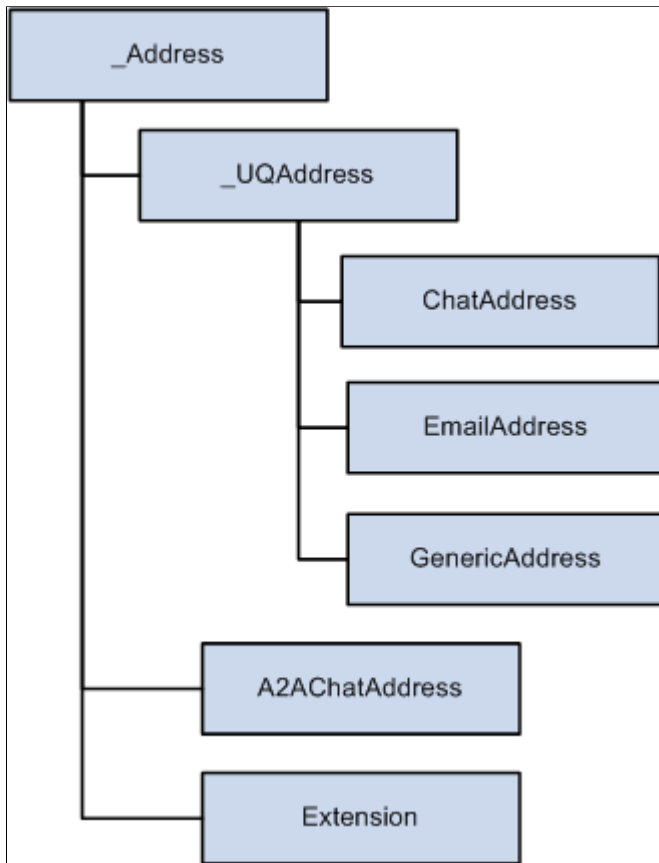 _Address
_UQAddress
ChatAddress
EmailAddress
GenericAddress
A2AChatAddress
Extension